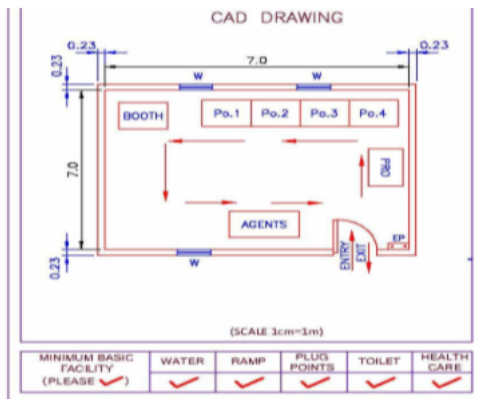 CAD DRAWING
0.23
0.23
7.0
0.23
W
W
BOOTH
Po.1
Po.2
Po.3
Po.4
7.0
PRO
AGENTS
EP
ENTRY
EXIT
0.23
W
(SCALE 1cm=1m)
MINIMUM BASIC
FACILITY
(PLEASE ✓)
WATER
RAMP
PLUG
POINTS
TOILET
HEALTH
CARE